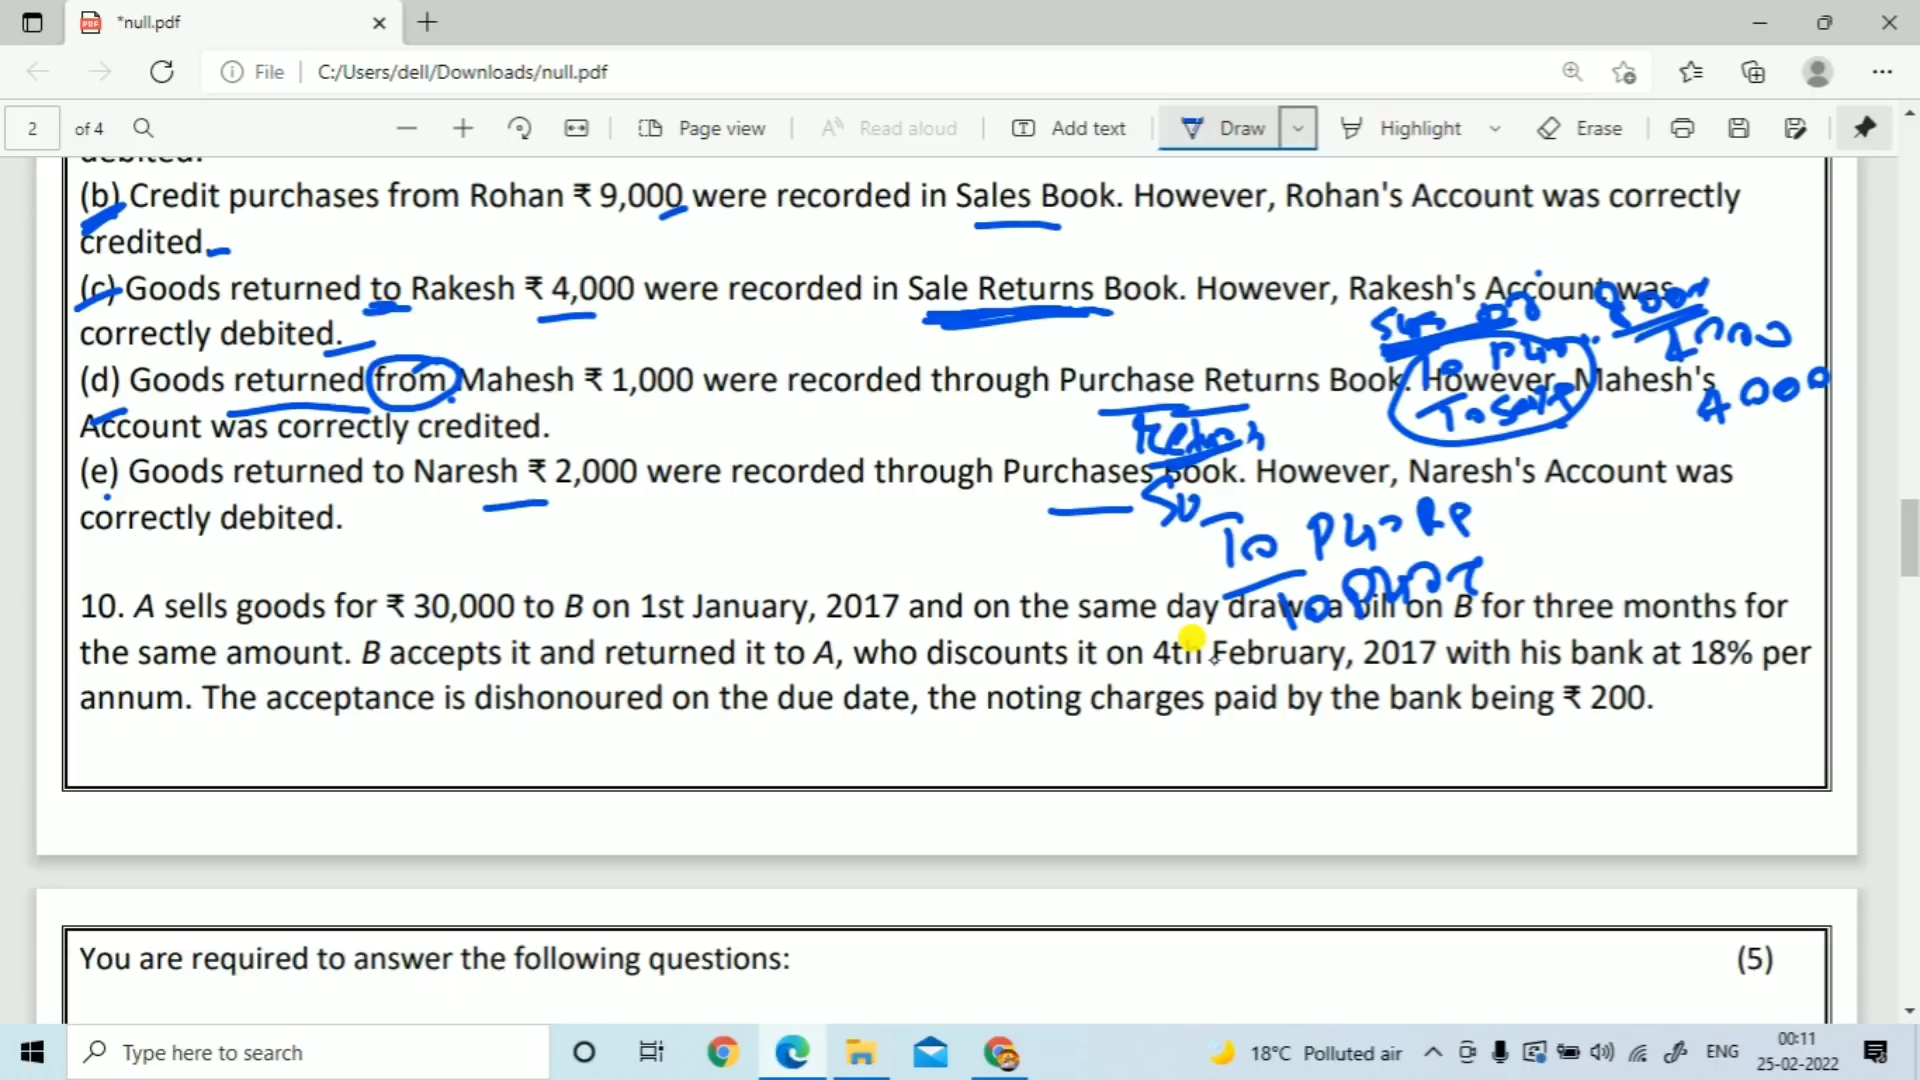 *null.pdf
File
C:/Users/dell/Downloads/null.pdf
2 of 4
Page view
Read aloud
Add text
Draw
Highlight
Erase
debited.
(b) Credit purchases from Rohan ₹ 9,000 were recorded in Sales Book. However, Rohan's Account was correctly
credited.
(c) Goods returned to Rakesh ₹ 4,000 were recorded in Sale Returns Book. However, Rakesh's Account was
correctly debited.
(d) Goods returned from Mahesh ₹ 1,000 were recorded through Purchase Returns Book. However, Mahesh's
Account was correctly credited.
(e) Goods returned to Naresh ₹ 2,000 were recorded through Purchases Book. However, Naresh's Account was
correctly debited.
4000
To
To
10. A sells goods for ₹ 30,000 to B on 1st January, 2017 and on the same day draws a bill on B for three months for
the same amount. B accepts it and returned it to A, who discounts it on 4th February, 2017 with his bank at 18% per
annum. The acceptance is dishonoured on the due date, the noting charges paid by the bank being ₹ 200.
You are required to answer the following questions: (5)
Type here to search
18°C Polluted air
ENG
00:11
25-02-2022